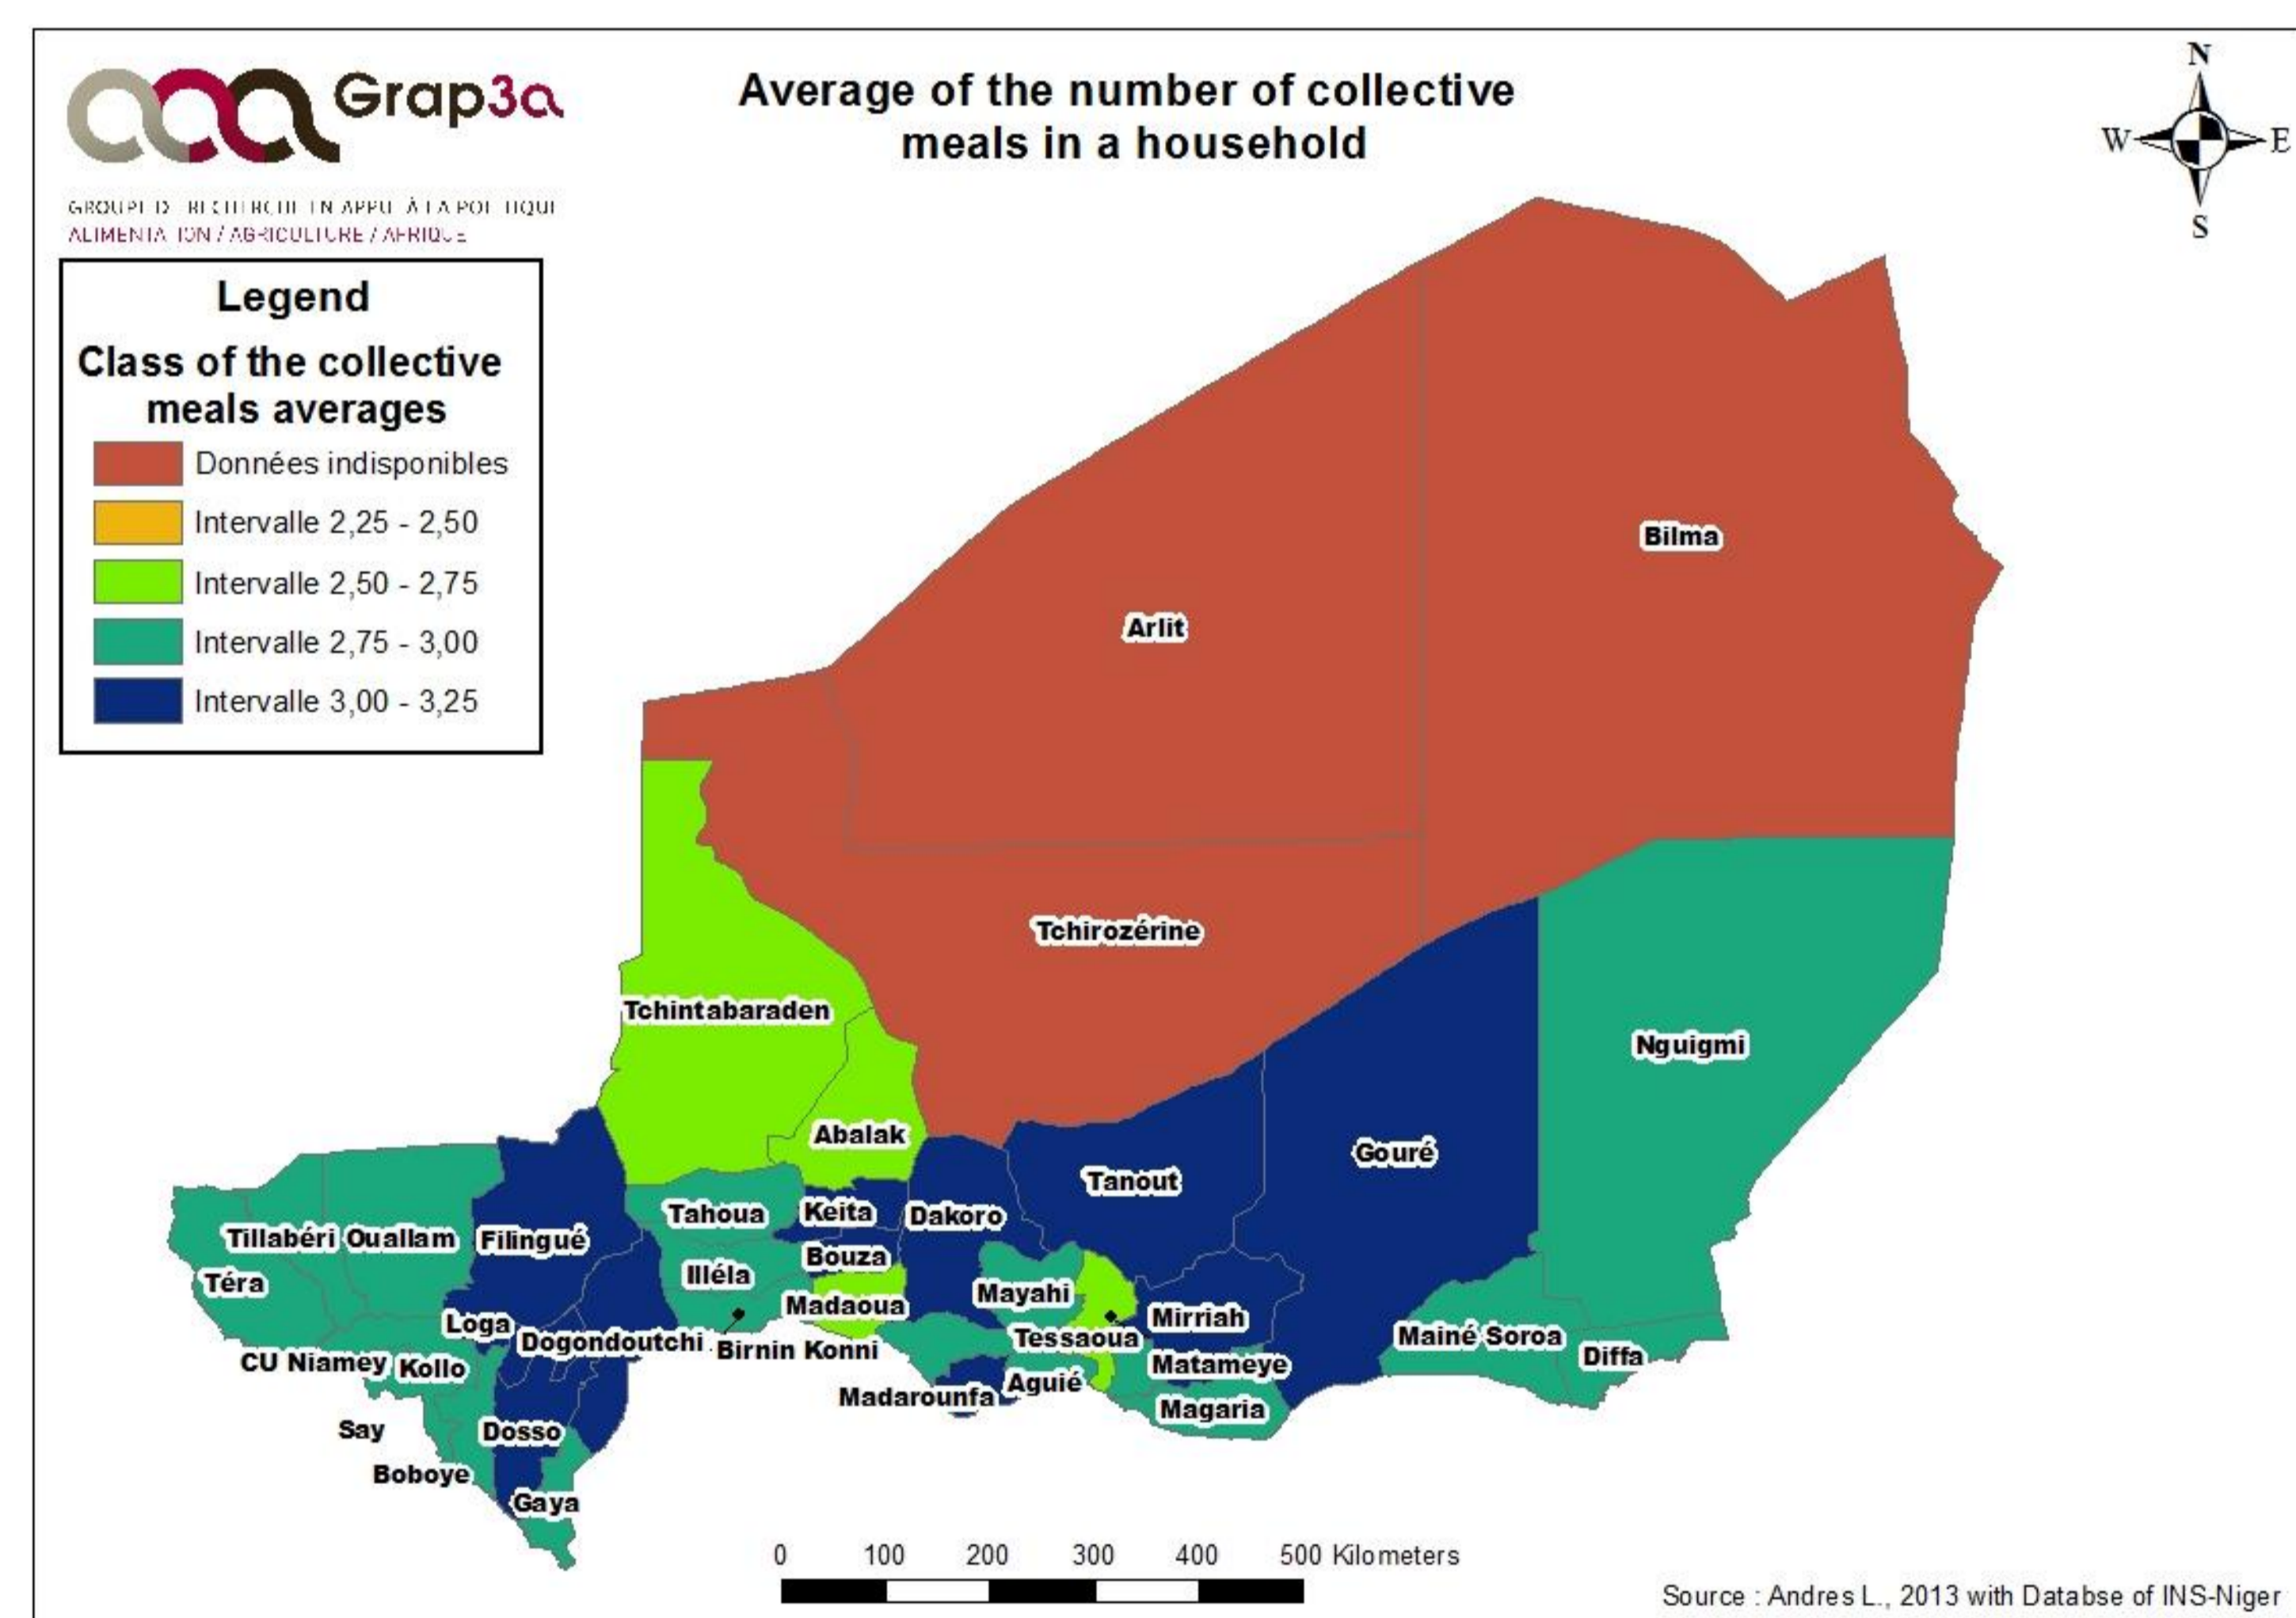 Grap3a
ALIMENTATION / AGRICULTURE / AFRIQUE
Average of the number of collective
meals in a household
N
W
E
S
Legend
Class of the collective
meals averages
Données indisponibles
Intervalle 2,25 - 2,50
Intervalle 2,50 - 2,75
Intervalle 2,75 - 3,00
Intervalle 3,00 - 3,25
Bilma
Arlit
Tchirozérine
Tchintabaraden
Nguigmi
Abalak
Gouré
Tanout
Tahoua
Keita
Dakoro
Tillabéri
Ouallam
Filingué
Bouza
Illéla
Téra
Mayahi
Madaoua
Mirriah
Loga
Tessaoua
Mainé Soroa
Dogondoutchi
Birnin Konni
Diffa
CU Niamey
Kollo
Matameye
Aguié
Madarounfa
Magaria
Say
Dosso
Boboye
Gaya
0 100 200 300 400 500 Kilometers
Source : Andres L., 2013 with Databse of INS-Niger